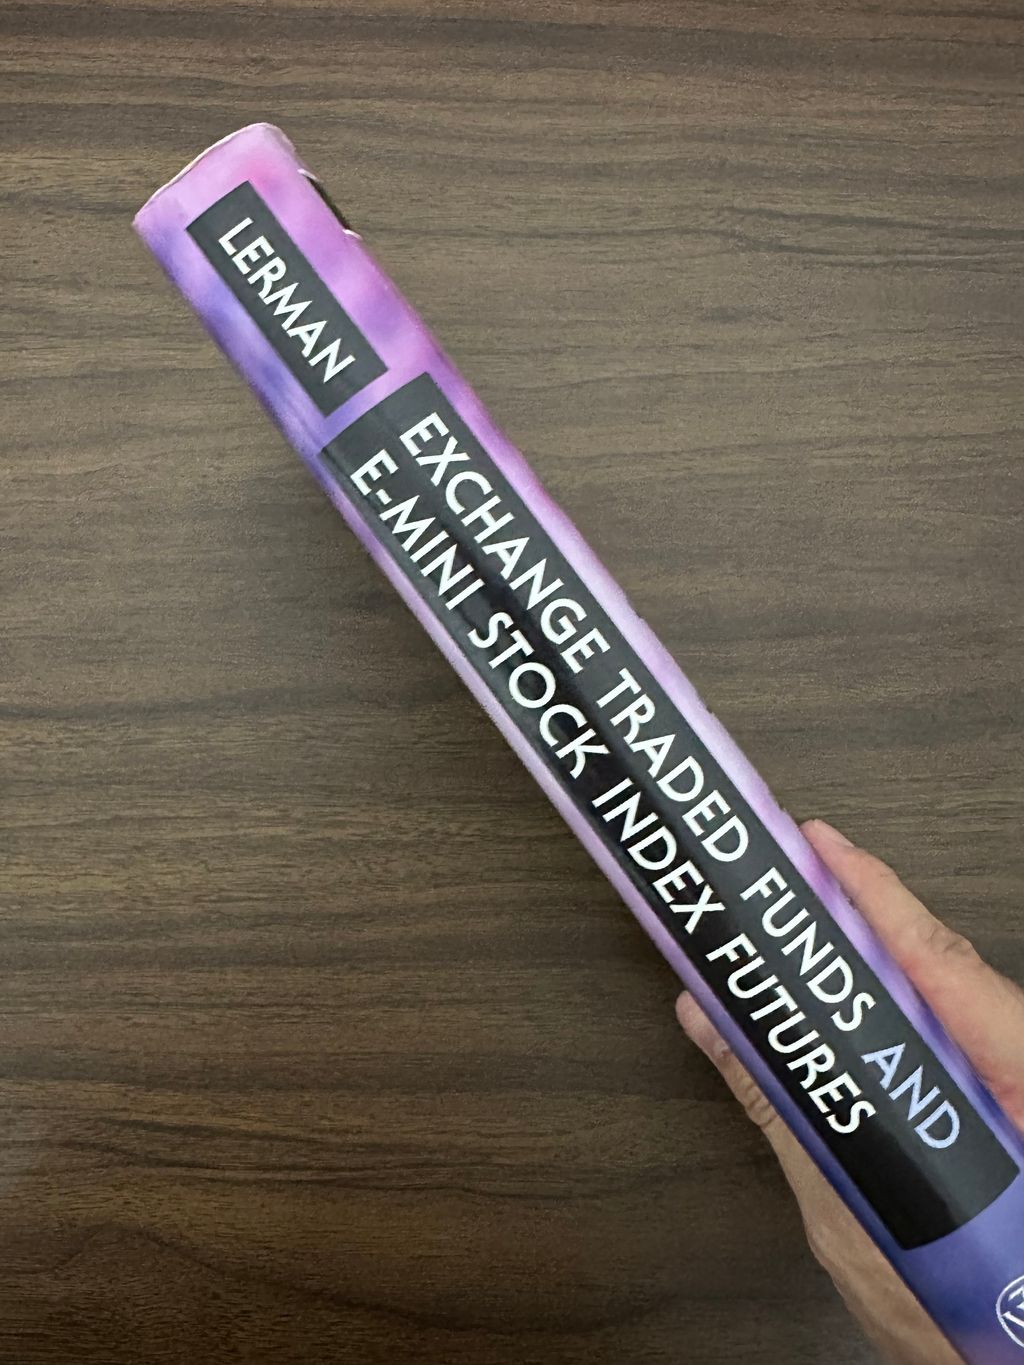 LERMAN
EXCHANGE TRADED FUNDS AND
E-MINI STOCK INDEX FUTURES